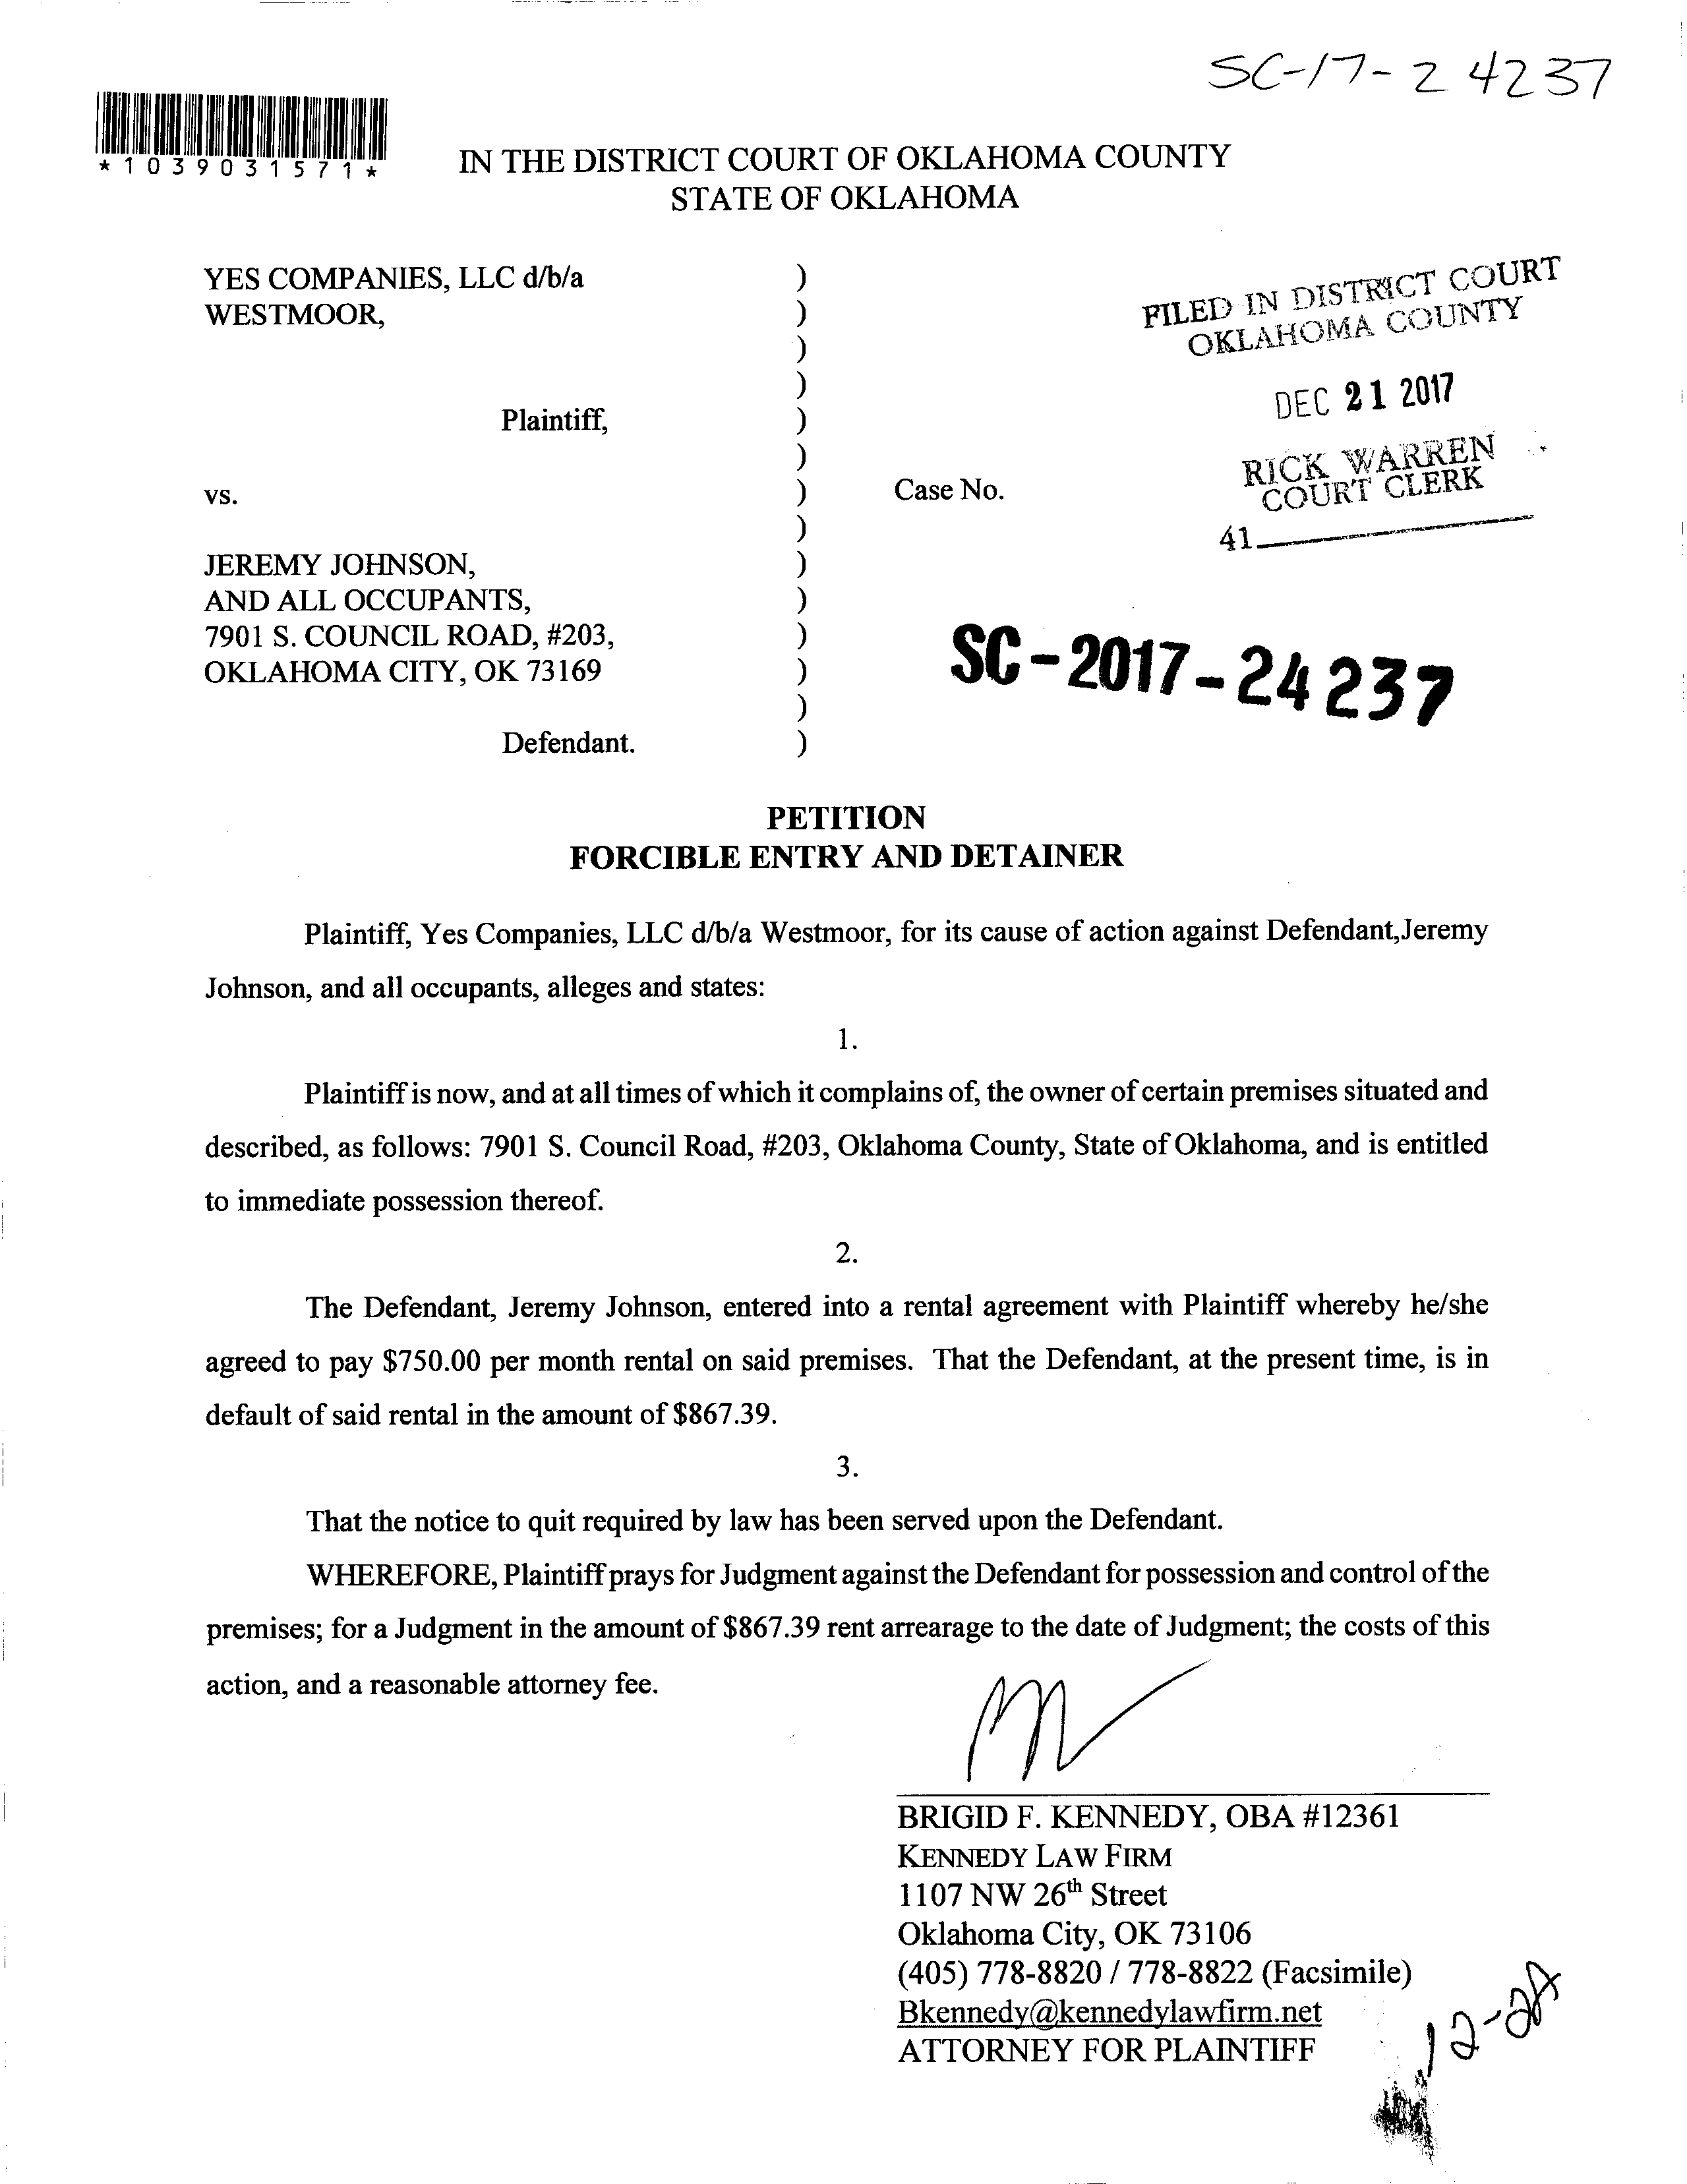 SC-17-24237
*1039031571*
IN THE DISTRICT COURT OF OKLAHOMA COUNTY
STATE OF OKLAHOMA
YES COMPANIES, LLC d/b/a )
WESTMOOR, )
)
)
Plaintiff, )
)
vs. ) Case No.
)
JEREMY JOHNSON, )
AND ALL OCCUPANTS, )
7901 S. COUNCIL ROAD, #203, )
OKLAHOMA CITY, OK 73169 )
)
Defendant. )
FILED IN DISTRICT COURT
OKLAHOMA COUNTY
DEC 21 2017
RICK WARREN
COURT CLERK
41
SC-2017-24237
PETITION
FORCIBLE ENTRY AND DETAINER
Plaintiff, Yes Companies, LLC d/b/a Westmoor, for its cause of action against Defendant,Jeremy
Johnson, and all occupants, alleges and states:
1.
Plaintiff is now, and at all times of which it complains of, the owner of certain premises situated and
described, as follows: 7901 S. Council Road, #203, Oklahoma County, State of Oklahoma, and is entitled
to immediate possession thereof.
2.
The Defendant, Jeremy Johnson, entered into a rental agreement with Plaintiff whereby he/she
agreed to pay $750.00 per month rental on said premises. That the Defendant, at the present time, is in
default of said rental in the amount of $867.39.
3.
That the notice to quit required by law has been served upon the Defendant.
WHEREFORE, Plaintiff prays for Judgment against the Defendant for possession and control of the
premises; for a Judgment in the amount of $867.39 rent arrearage to the date of Judgment; the costs of this
action, and a reasonable attorney fee.
BRIGID F. KENNEDY, OBA #12361
KENNEDY LAW FIRM
1107 NW 26th Street
Oklahoma City, OK 73106
(405) 778-8820 / 778-8822 (Facsimile)
Bkennedy@kennedylawfirm.net
ATTORNEY FOR PLAINTIFF